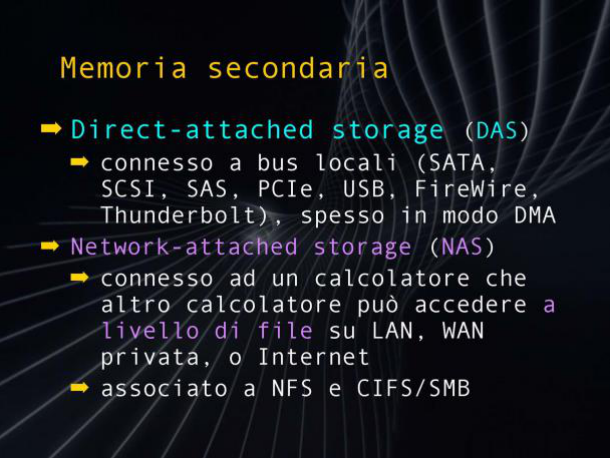 Memoria secondaria
Direct-attached storage (DAS)
connesso a bus locali (SATA,
SCSI, SAS, PCIe, USB, FireWire,
Thunderbolt), spesso in modo DMA
Network-attached storage (NAS)
connesso ad un calcolatore che
altro calcolatore può accedere a
livello di file su LAN, WAN
privata, o Internet
associato a NFS e CIFS/SMB